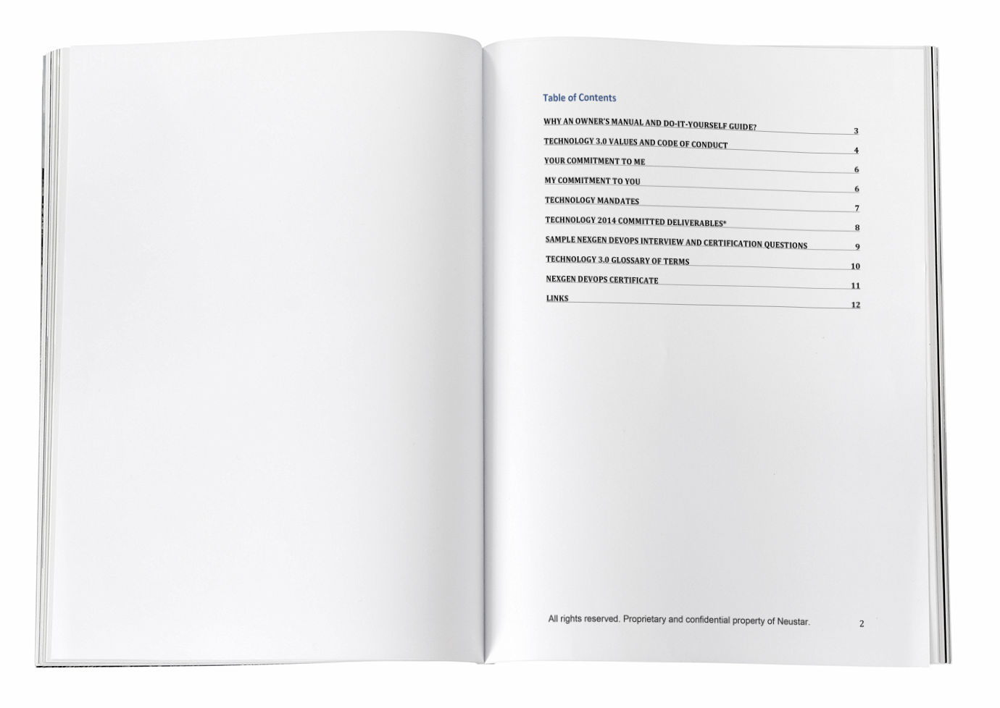 Table of Contents
WHY AN OWNER'S MANUAL AND DO-IT-YOURSELF GUIDE? 3
TECHNOLOGY 3.0 VALUES AND CODE OF CONDUCT 4
YOUR COMMITMENT TO ME 6
MY COMMITMENT TO YOU 6
TECHNOLOGY MANDATES 7
TECHNOLOGY 2014 COMMITTED DELIVERABLES* 8
SAMPLE NEXGEN DEVOPS INTERVIEW AND CERTIFICATION QUESTIONS 9
TECHNOLOGY 3.0 GLOSSARY OF TERMS 10
NEXGEN DEVOPS CERTIFICATE 11
LINKS 12
All rights reserved. Proprietary and confidential property of Neustar. 2